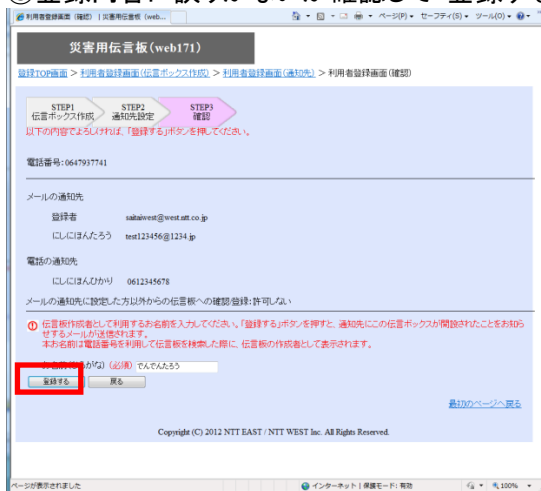 利用者登録画面（確認）｜災害用伝言板（web...
ページ(P) セーフティ(S) ツール(O)
災害用伝言板（web171）
登録TOP画面 > 利用者登録画面(伝言ボックス作成) > 利用者登録画面(通知先) > 利用者登録画面(確認)
STEP1 STEP2 STEP3
伝言ボックス作成 通知先設定 確認
以下の内容でよろしければ、「登録する」ボタンを押してください。
電話番号:0647937741
メールの通知先
登録者 saitaiwest@west.ntt.co.jp
にしにほんたろう test123456@1234.jp
電話の通知先
にしにほんひかり 0612345678
メールの通知先に設定した方以外からの伝言板への確認/登録:許可しない
伝言板作成者として利用するお名前を入力してください。「登録する」ボタンを押すと、通知先にこの伝言ボックスが開設されたことをお知ら
せするメールが送信されます。
本お名前は電話番号を利用して伝言板を検索した際に、伝言板の作成者として表示されます。
がな) (必須) でんでんたろう
登録する 戻る
最初のページへ戻る
Copyright (C) 2012 NTT EAST / NTT WEST Inc. All Rights Reserved.
ページが表示されました インターネット | 保護モード: 有効 100%